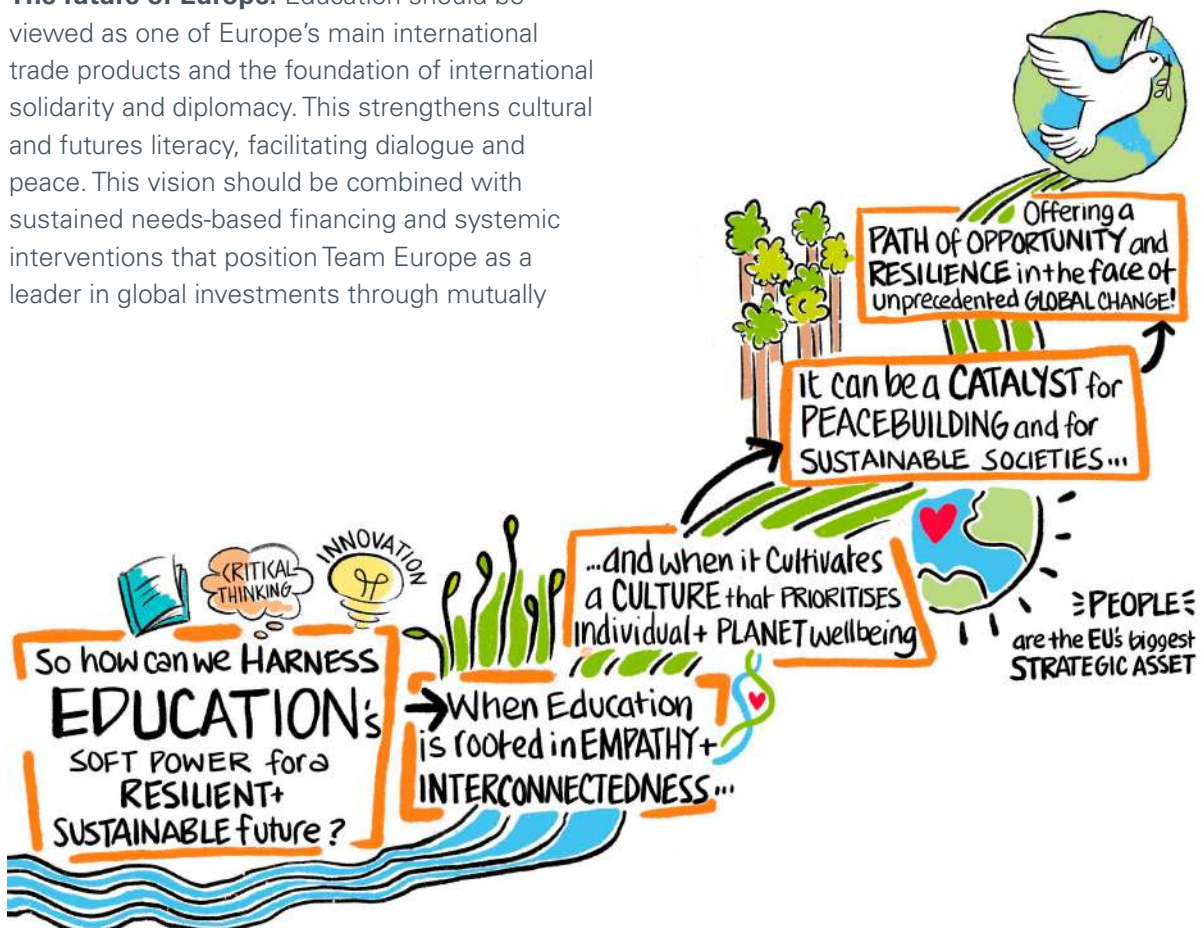 The future of Europe: Education should be
viewed as one of Europe's main international
trade products and the foundation of international
solidarity and diplomacy. This strengthens cultural
and futures literacy, facilitating dialogue and
peace. This vision should be combined with
sustained needs-based financing and systemic
interventions that position Team Europe as a
leader in global investments through mutually
CRITICAL
THINKING
INNOVATION
So how can we HARNESS
EDUCATION's
SOFT POWER for a
RESILIENT+
SUSTAINABLE future?
When Education
is rooted in EMPATHY+
INTERCONNECTEDNESS...
...and when it Cultivates
a CULTURE that PRIORITISES
Individual + PLANET wellbeing
It can be a CATALYST for
PEACEBUILDING and for
SUSTAINABLE SOCIETIES...
Offering a
PATH of OPPORTUNITY and
RESILIENCE in the face of
unprecedented GLOBAL CHANGE!
PEOPLE
are the EU's biggest
STRATEGIC ASSET